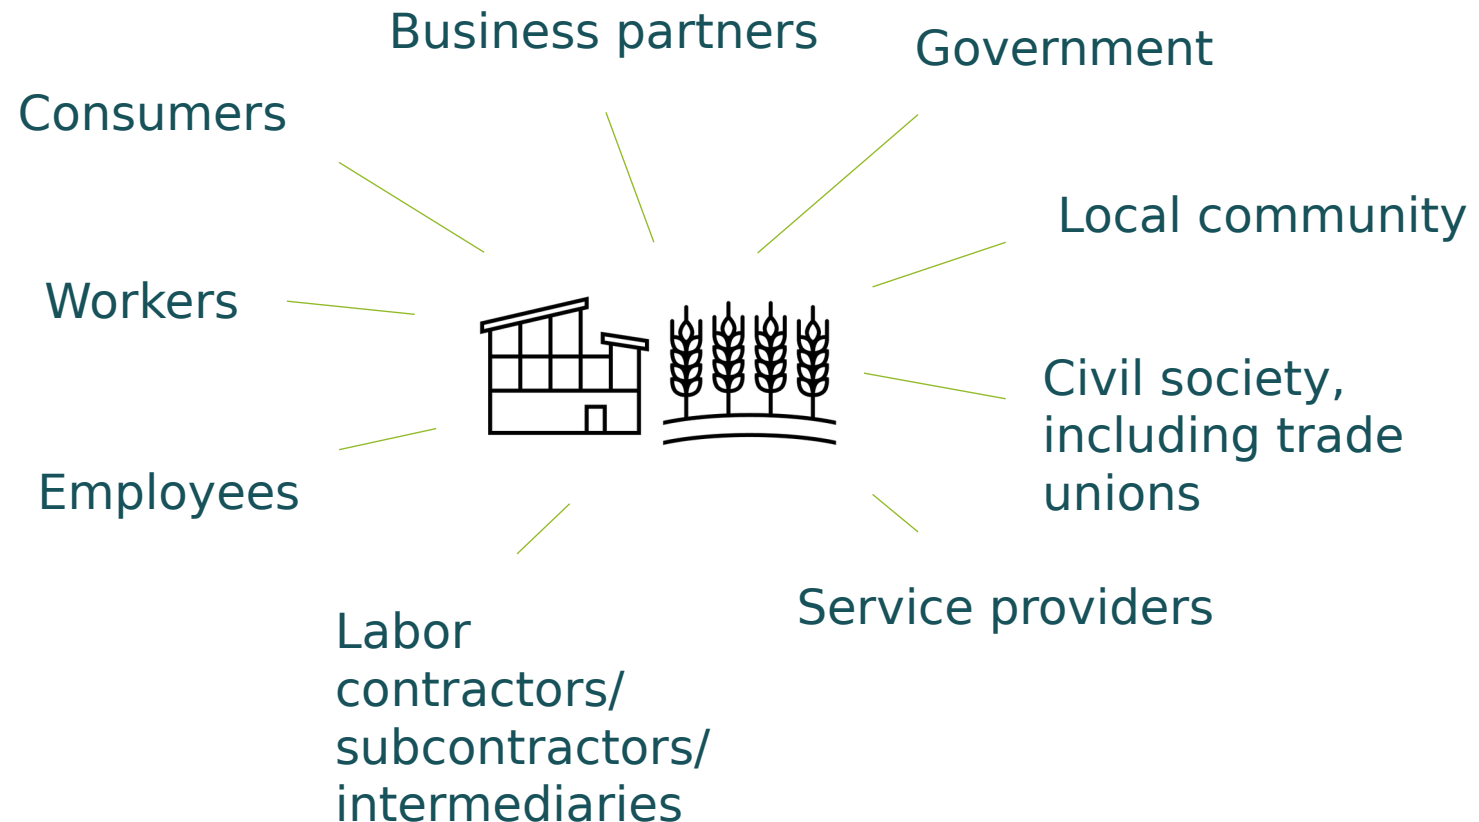 Business partners
Government
Consumers
Local community
Workers
Civil society,
including trade
unions
Employees
Service providers
Labor
contractors/
subcontractors/
intermediaries